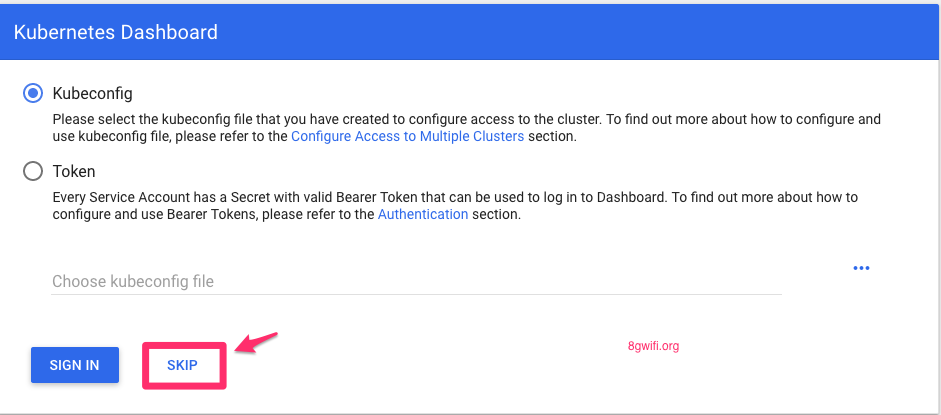 Kubernetes Dashboard
Kubeconfig
Please select the kubeconfig file that you have created to configure access to the cluster. To find out more about how to configure and
use kubeconfig file, please refer to the Configure Access to Multiple Clusters section.
Token
Every Service Account has a Secret with valid Bearer Token that can be used to log in to Dashboard. To find out more about how to
configure and use Bearer Tokens, please refer to the Authentication section.
Choose kubeconfig file
SIGN IN
SKIP
8gwifi.org